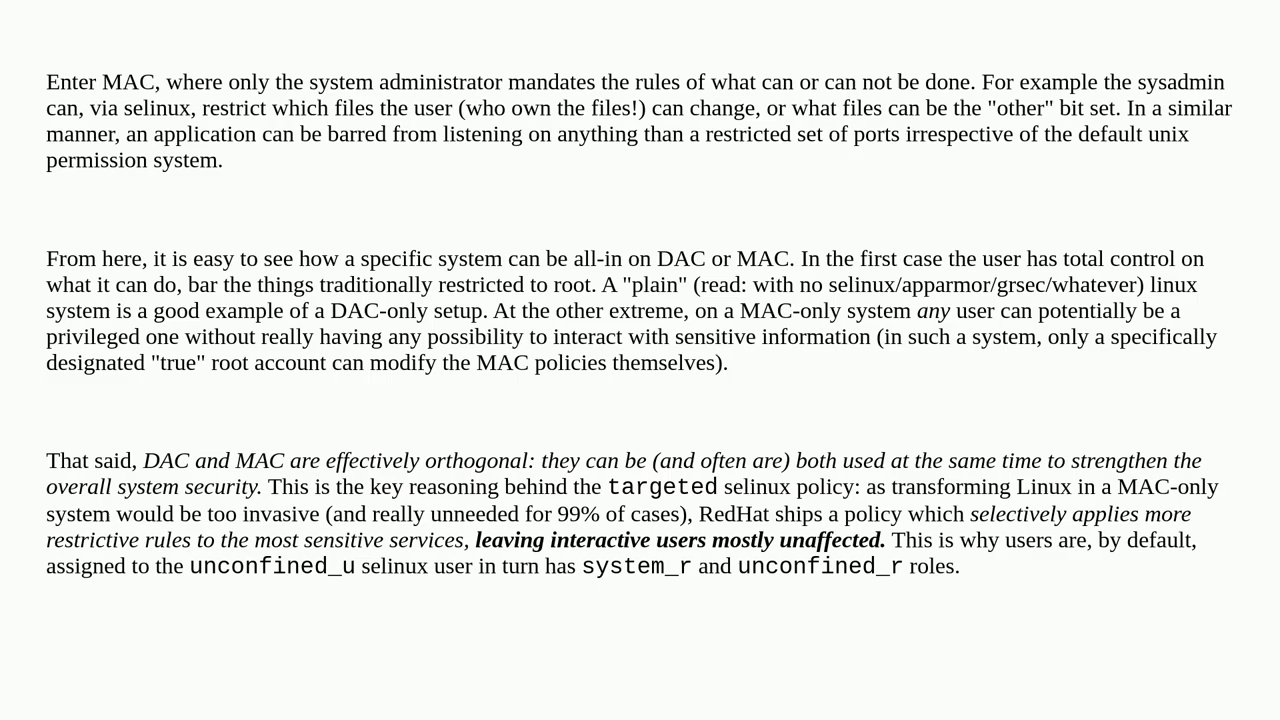 Enter MAC, where only the system administrator mandates the rules of what can or can not be done. For example the sysadmin
can, via selinux, restrict which files the user (who own the files!) can change, or what files can be the "other" bit set. In a similar
manner, an application can be barred from listening on anything than a restricted set of ports irrespective of the default unix
permission system.
From here, it is easy to see how a specific system can be all-in on DAC or MAC. In the first case the user has total control on
what it can do, bar the things traditionally restricted to root. A "plain" (read: with no selinux/apparmor/grsec/whatever) linux
system is a good example of a DAC-only setup. At the other extreme, on a MAC-only system any user can potentially be a
privileged one without really having any possibility to interact with sensitive information (in such a system, only a specifically
designated "true" root account can modify the MAC policies themselves).
That said, DAC and MAC are effectively orthogonal: they can be (and often are) both used at the same time to strengthen the
overall system security. This is the key reasoning behind the targeted selinux policy: as transforming Linux in a MAC-only
system would be too invasive (and really unneeded for 99% of cases), RedHat ships a policy which selectively applies more
restrictive rules to the most sensitive services, leaving interactive users mostly unaffected. This is why users are, by default,
assigned to the unconfined_u selinux user in turn has system_r and unconfined_r roles.